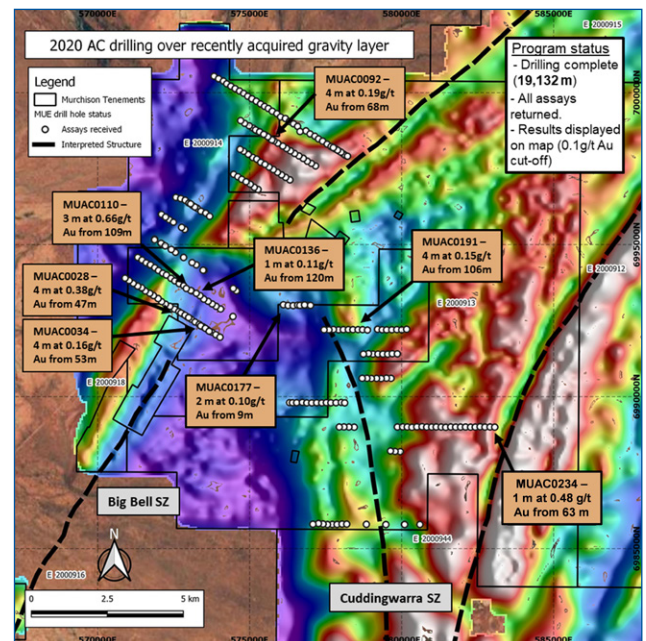 570000E
575000E
580000E
585000E
E 2000915
2020 AC drilling over recently acquired gravity layer
Legend
Murchison Tenements
MUE drill hole status
Assays received
Interpreted Structure
Program status
- Drilling complete
(19,132 m)
- All assays
returned.
- Results displayed
on map (0.1g/t Au
cut-off)
MUAC0092 –
4 m at 0.19g/t
Au from 68m
7000000N
E 2000914
MUAC0110 –
3 m at 0.66g/t
Au from 109m
MUAC0136 –
1 m at 0.11g/t
Au from 120m
MUAC0191 –
4 m at 0.15g/t
Au from 106m
6995000N
E 2000912
MUAC0028 –
4 m at 0.38g/t
Au from 47m
E 2000913
MUAC0034 –
4 m at 0.16g/t
Au from 53m
E 2000918
MUAC0177 –
2 m at 0.10g/t
Au from 9m
6990000N
MUAC0234 –
1 m at 0.48 g/t
Au from 63 m
Big Bell SZ
N
E 2000944
6985000N
E 2000916
0 2.5 5 km
Cuddingwarra SZ
570000E
575000E
580000E
585000E